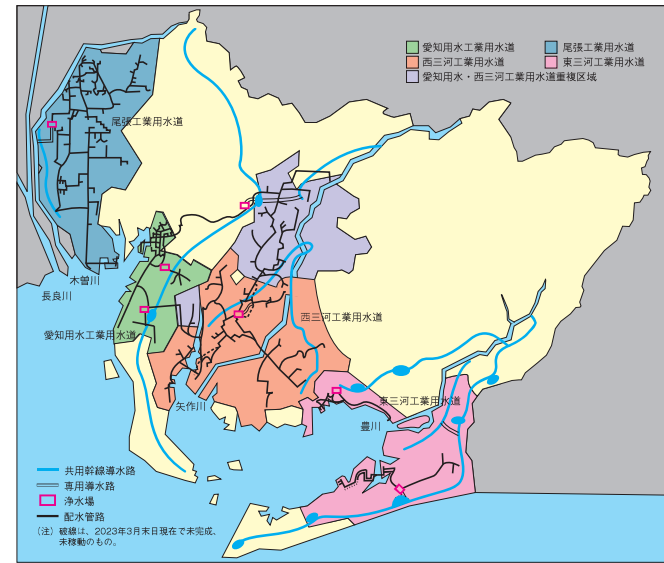 愛知用水工業用水道
尾張工業用水道
西三河工業用水道
東三河工業用水道
愛知用水・西三河工業用水道重複区域
尾張工業用水道
木曽川
長良川
愛知用水工業用水道
西三河工業用水道
矢作川
東三河工業用水道
豊川
共用幹線導水路
専用導水路
浄水場
配水管路
(注) 破線は、2023年3月末日現在で未完成、
未稼動のもの。